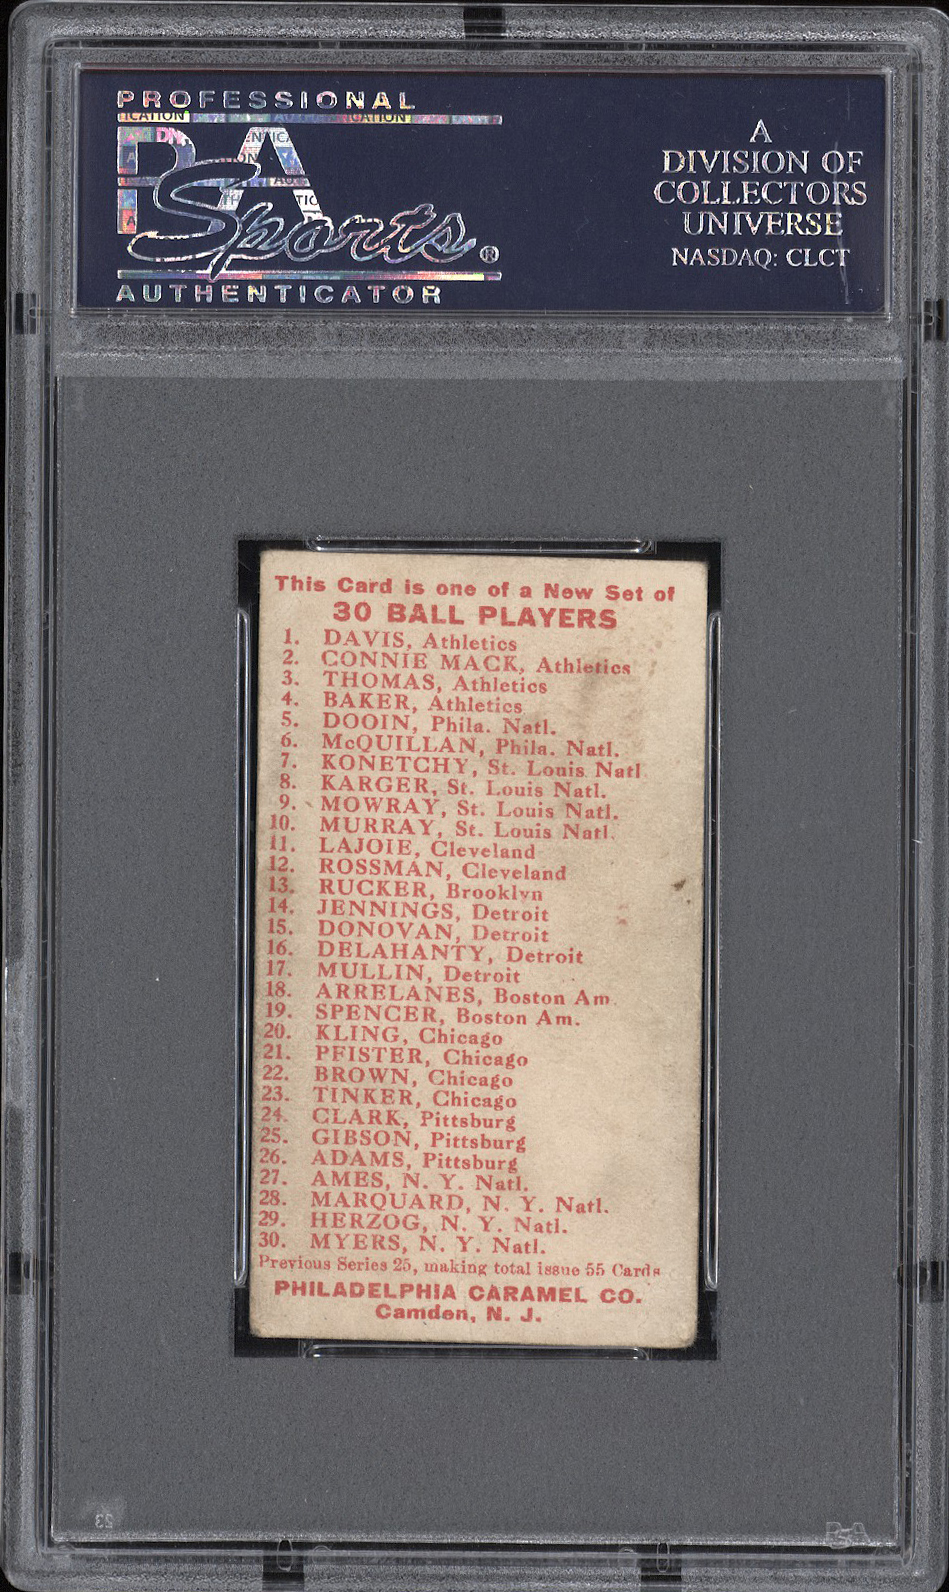 PROFESSIONAL
PSA
Sports®
AUTHENTICATOR
A
DIVISION OF
COLLECTORS
UNIVERSE
NASDAQ: CLCT
This Card is one of a New Set of
30 BALL PLAYERS
1. DAVIS, Athletics
2. CONNIE MACK, Athletics
3. THOMAS, Athletics
4. BAKER, Athletics
5. DOOIN, Phila. Natl.
6. McQUILLAN, Phila. Natl.
7. KONETCHY, St. Louis Natl
8. KARGER, St. Louis Natl.
9. MOWRAY, St. Louis Natl.
10. MURRAY, St. Louis Natl.
11. LAJOIE, Cleveland
12. ROSSMAN, Cleveland
13. RUCKER, Brooklyn
14. JENNINGS, Detroit
15. DONOVAN, Detroit
16. DELAHANTY, Detroit
17. MULLIN, Detroit
18. ARRELANES, Boston Am
19. SPENCER, Boston Am.
20. KLING, Chicago
21. PFISTER, Chicago
22. BROWN, Chicago
23. TINKER, Chicago
24. CLARK, Pittsburg
25. GIBSON, Pittsburg
26. ADAMS, Pittsburg
27. AMES, N. Y. Natl.
28. MARQUARD, N. Y. Natl.
29. HERZOG, N. Y. Natl.
30. MYERS, N. Y. Natl.
Previous Series 25, making total issue 55 Cards
PHILADELPHIA CARAMEL CO.
Camden, N. J.
23
PSA